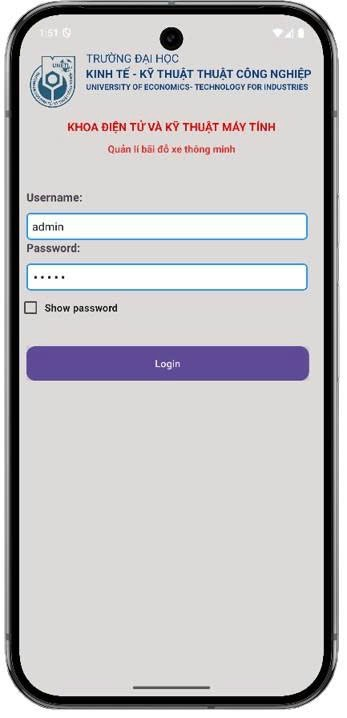 1:51
TRƯỜNG ĐẠI HỌC
KINH TẾ - KỸ THUẬT THUẬT CÔNG NGHIỆP
UNIVERSITY OF ECONOMICS- TECHNOLOGY FOR INDUSTRIES
UNETI
KHOA ĐIỆN TỬ VÀ KỸ THUẬT MÁY TÍNH
Quản lí bãi đỗ xe thông minh
Username:
admin
Password:
•••••
Show password
Login